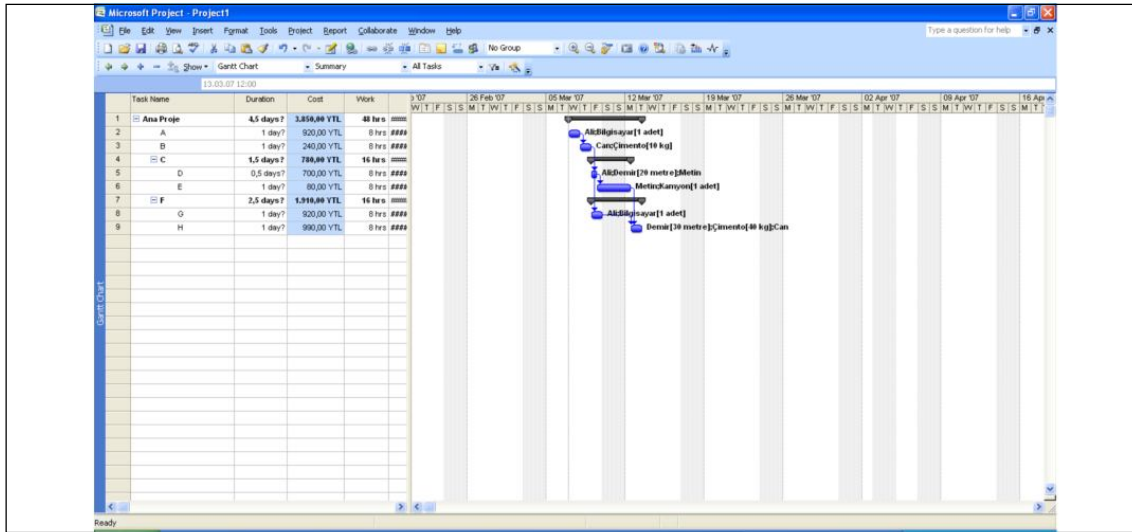 Microsoft Project - Project1
File Edit View Insert Format Tools Project Report Collaborate Window Help Type a question for help
No Group
Show Gantt Chart Summary All Tasks
13.03.07 12:00
Task Name Duration Cost Work '07 26 Feb '07 05 Mar '07 12 Mar '07 19 Mar '07 26 Mar '07 02 Apr '07 09 Apr '07 16 Apr
W T F S S M T W T F S S M T W T F S S M T W T F S S M T W T F S S M T W T F S S M T W T F S S M T W T F S S M T
1 Ana Proje 4,5 days? 3.850,00 YTL 48 hrs
2 A 1 day? 920,00 YTL 8 hrs #### Ali;Bilgisayar[1 adet]
3 B 1 day? 240,00 YTL 8 hrs #### Can;Çimento[10 kg]
4 C 1,5 days? 780,00 YTL 16 hrs
5 D 0,5 days? 700,00 YTL 8 hrs #### Ali;Demir[20 metre];Metin
6 E 1 day? 80,00 YTL 8 hrs #### Metin;Kamyon[1 adet]
7 F 2,5 days? 1.910,00 YTL 16 hrs
8 G 1 day? 920,00 YTL 8 hrs #### Ali;Bilgisayar[1 adet]
9 H 1 day? 990,00 YTL 8 hrs #### Demir[30 metre];Çimento[40 kg];Can
Gantt Chart
Ready